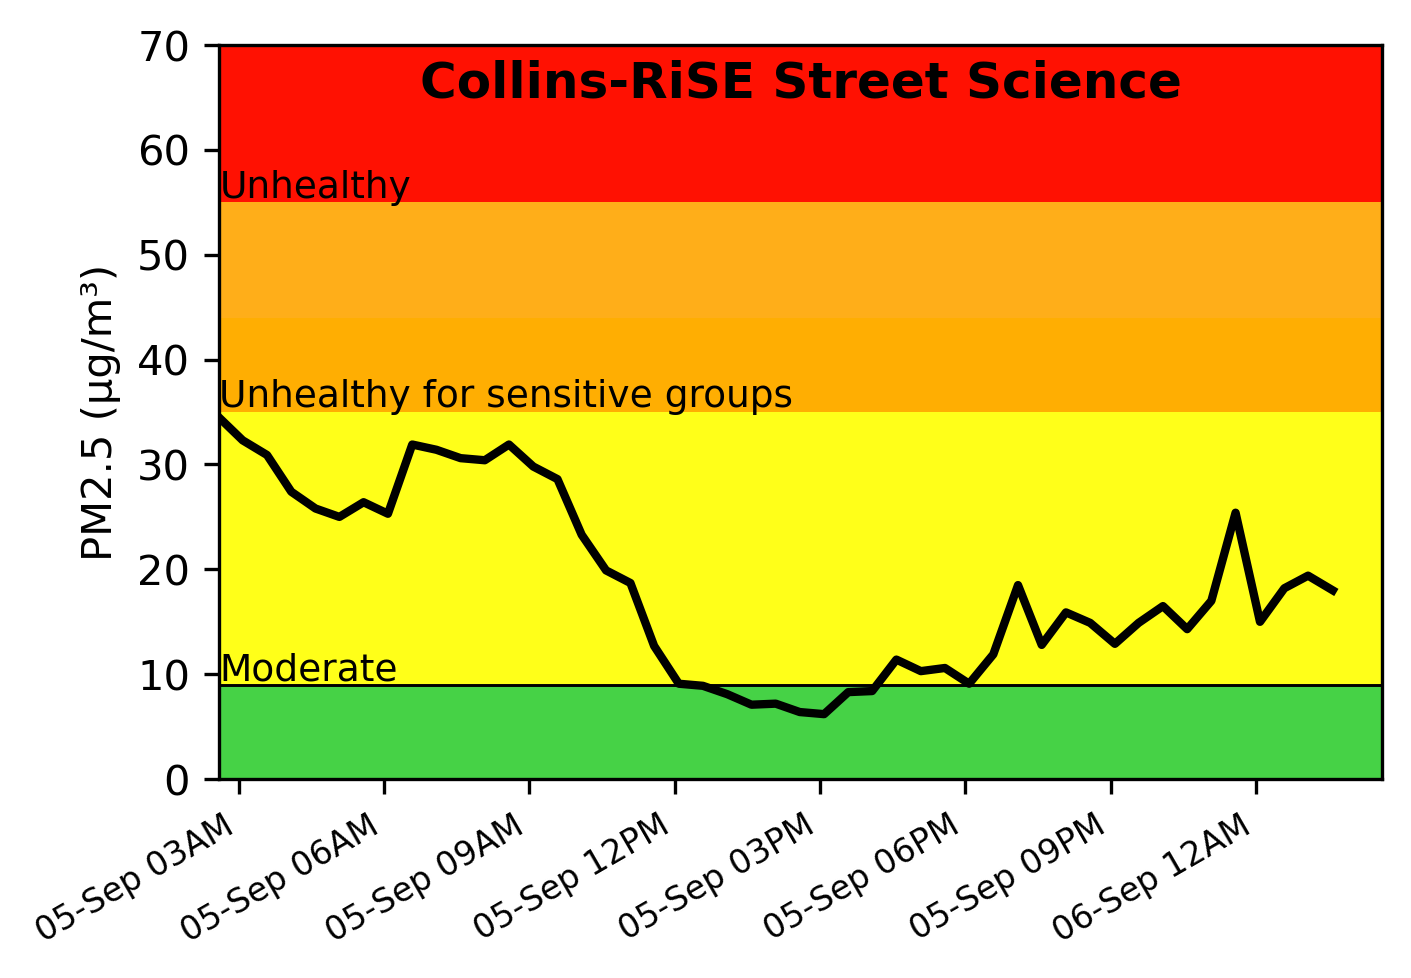 Collins-RiSE Street Science
70
60
50
40
30
20
10
0
PM2.5 (µg/m³)
Unhealthy
Unhealthy for sensitive groups
Moderate
05-Sep 03AM
05-Sep 06AM
05-Sep 09AM
05-Sep 12PM
05-Sep 03PM
05-Sep 06PM
05-Sep 09PM
06-Sep 12AM